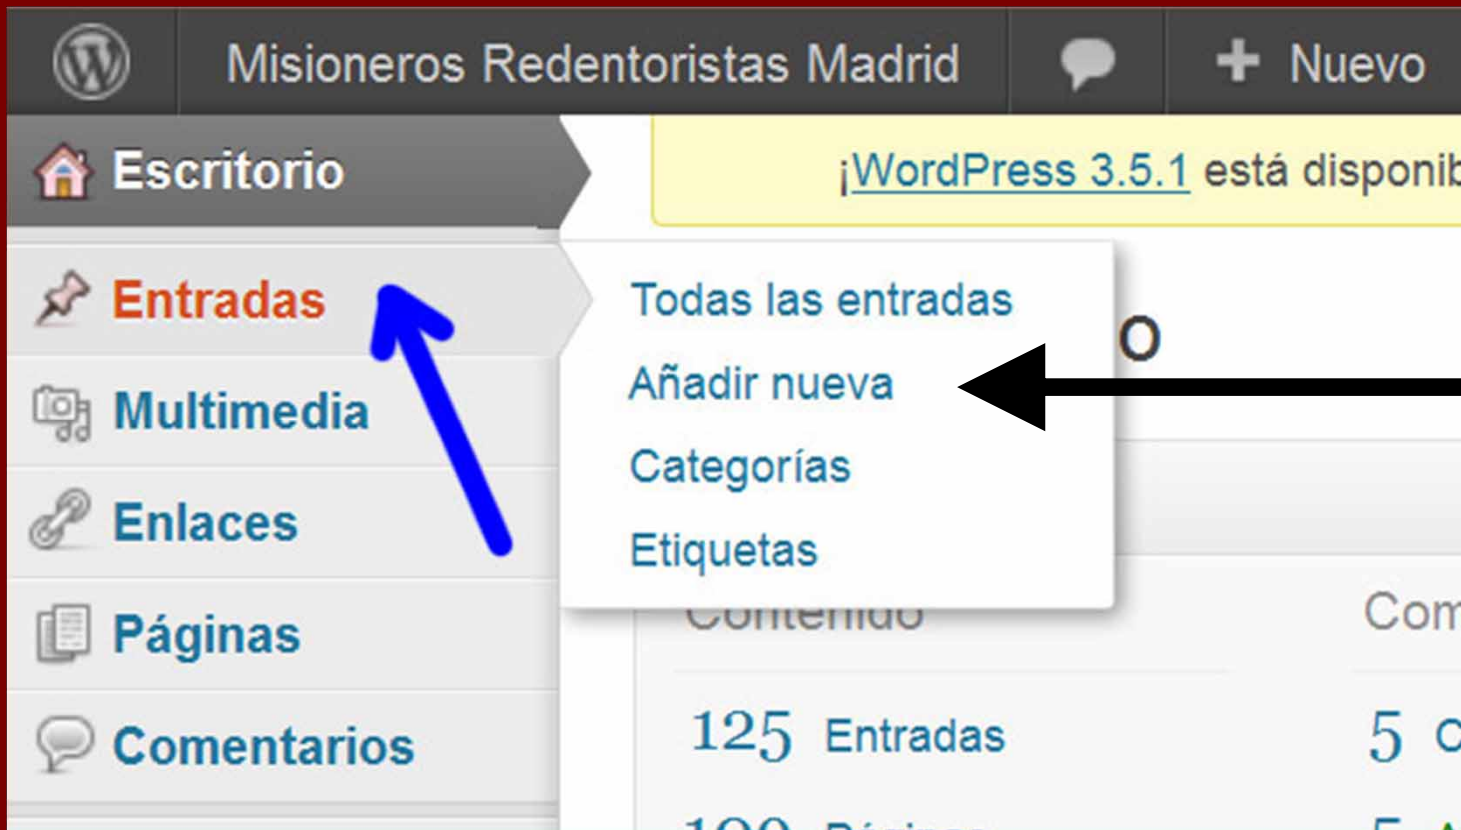 Misioneros Redentoristas Madrid
Nuevo
Escritorio
¡WordPress 3.5.1 está
Entradas
Multimedia
Enlaces
Páginas
Comentarios
Todas las entradas
Añadir nueva
Categorías
Etiquetas
Contenido
125 Entradas
5